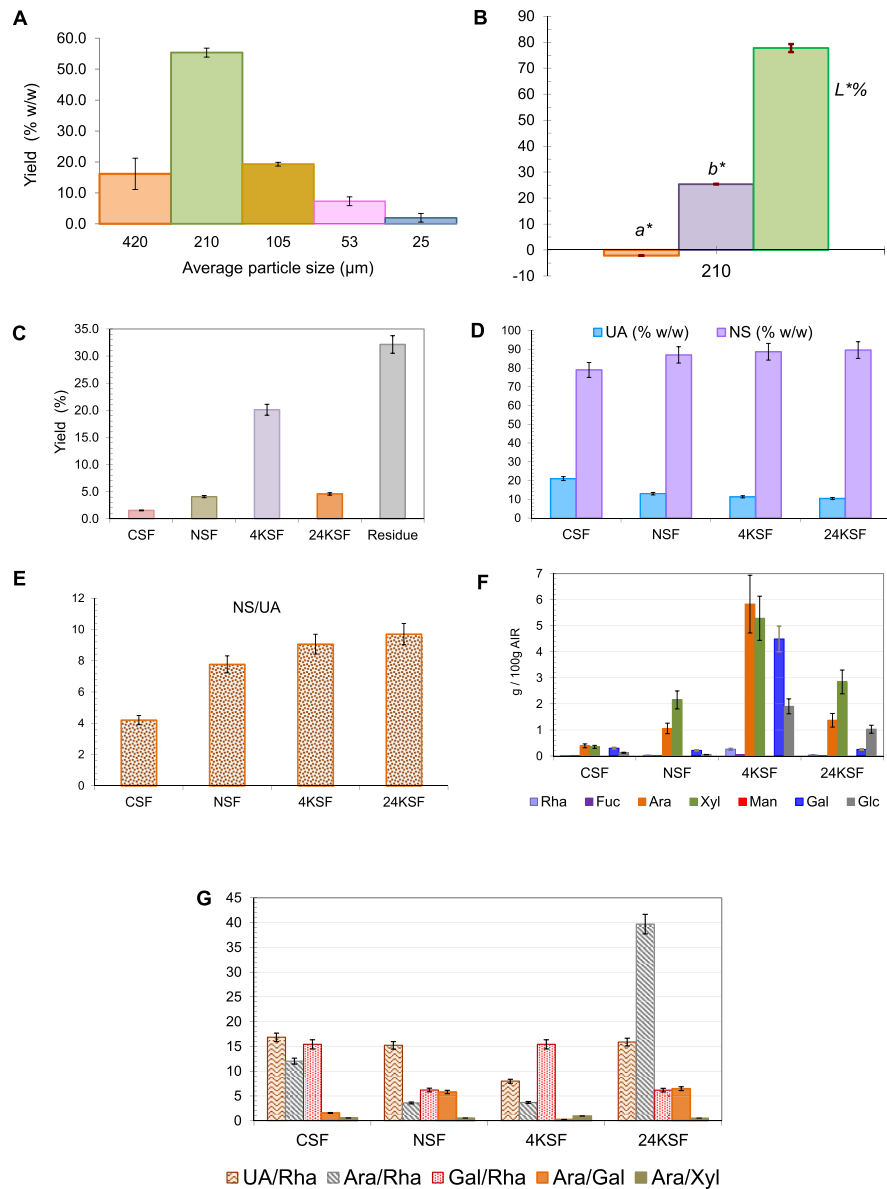 A
60.0
50.0
40.0
30.0
20.0
10.0
0.0
Yield (% w/w)
420 210 105 53 25
Average particle size (µm)
B
90
80
70
60
50
40
30
20
10
0
-10
a*
b*
L*%
210
C
35.0
30.0
25.0
20.0
15.0
10.0
5.0
0.0
Yield (%)
CSF NSF 4KSF 24KSF Residue
D
UA (% w/w) NS (% w/w)
100
90
80
70
60
50
40
30
20
10
0
CSF NSF 4KSF 24KSF
E
NS/UA
12
10
8
6
4
2
0
CSF NSF 4KSF 24KSF
F
7
6
5
4
3
2
1
0
g / 100g AIR
CSF NSF 4KSF 24KSF
Rha Fuc Ara Xyl Man Gal Glc
G
45
40
35
30
25
20
15
10
5
0
CSF NSF 4KSF 24KSF
UA/Rha Ara/Rha Gal/Rha Ara/Gal Ara/Xyl